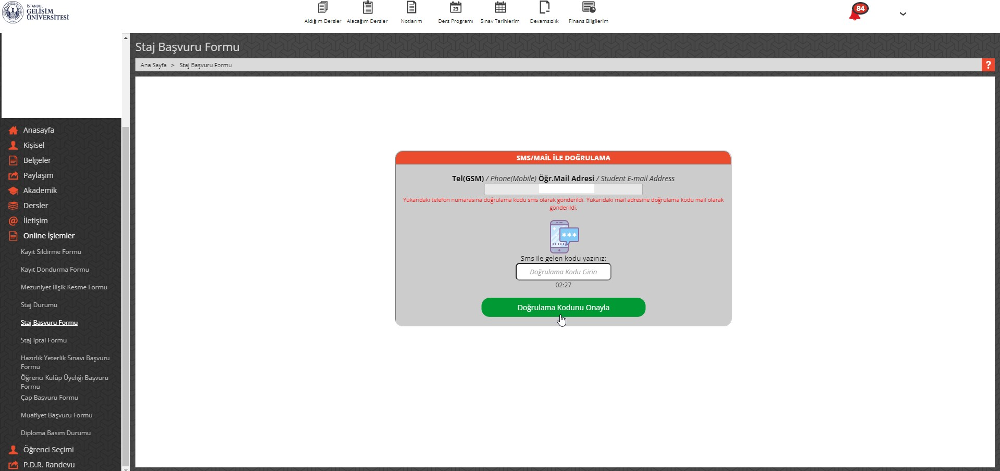 İSTANBUL
GELİŞİM
ÜNİVERSİTESİ
Aldığım Dersler
Alacağım Dersler
Notlarım
23
Ders Programı
Sınav Tarihlerim
Devamsızlık
Finans Bilgilerim
84
Staj Başvuru Formu
Ana Sayfa > Staj Başvuru Formu
?
Anasayfa
Kişisel
Belgeler
Paylaşım
Akademik
Dersler
İletişim
Online İşlemler
Kayıt Sildirme Formu
Kayıt Dondurma Formu
Mezuniyet İlişik Kesme Formu
Staj Durumu
Staj Basvuru Formu
Staj İptal Formu
Hazırlık Yeterlik Sınavı Başvuru
Formu
Öğrenci Kulüp Üyeliği Başvuru
Formu
Çap Başvuru Formu
Muafiyet Başvuru Formu
Diploma Basım Durumu
Öğrenci Seçimi
P.D.R. Randevu
SMS/MAİL İLE DOĞRULAMA
Tel(GSM) / Phone(Mobile) Öğr.Mail Adresi / Student E-mail Address
Yukarıdaki telefon numarasına doğrulama kodu sms olarak gönderildi. Yukarıdaki mail adresine doğrulama kodu mail olarak
gönderildi.
***
Sms ile gelen kodu yazınız:
Doğrulama Kodu Girin
02:27
Doğrulama Kodunu Onayla